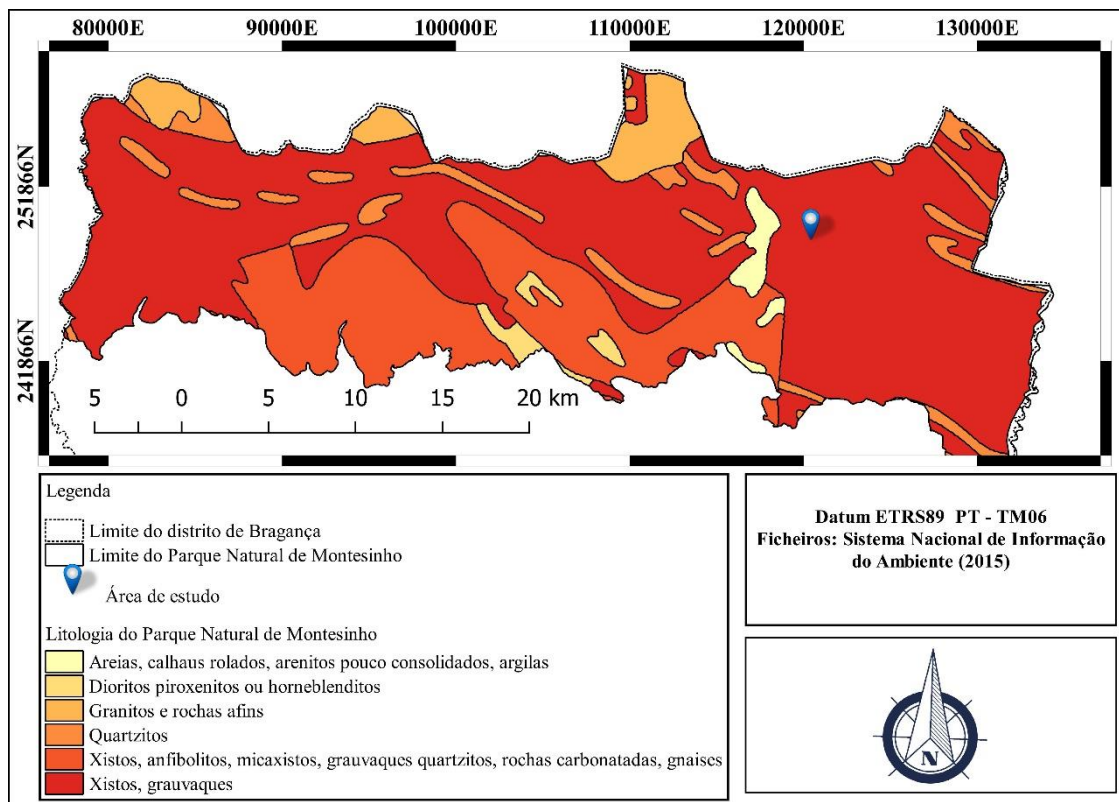 80000E 90000E 100000E 110000E 120000E 130000E
251866N
241866N
5 0 5 10 15 20 km
Legenda
Limite do distrito de Bragança
Limite do Parque Natural de Montesinho
Área de estudo
Litologia do Parque Natural de Montesinho
Areias, calhaus rolados, arenitos pouco consolidados, argilas
Dioritos piroxenitos ou horneblenditos
Granitos e rochas afins
Quartzitos
Xistos, anfibolitos, micaxistos, grauvaques quartzitos, rochas carbonatadas, gnaises
Xistos, grauvaques
Datum ETRS89 PT - TM06
Ficheiros: Sistema Nacional de Informação
do Ambiente (2015)
N